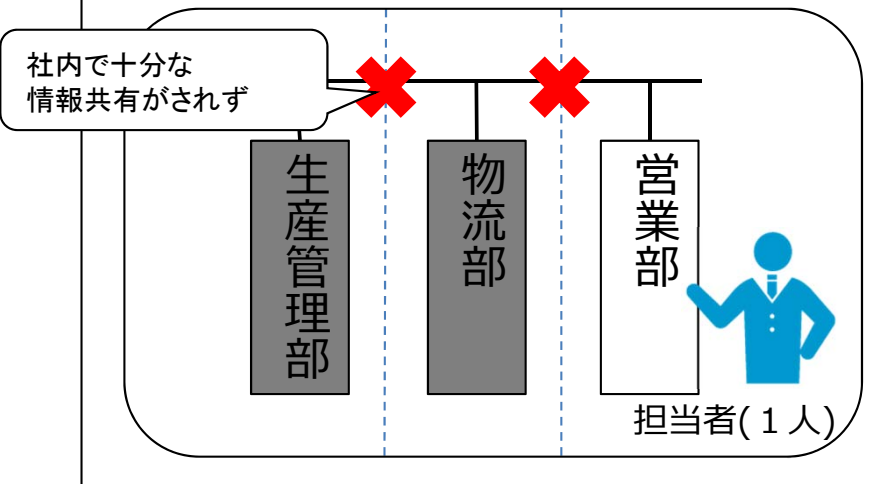 社内で十分な
情報共有がされず
生産管理部
物流部
営業部
担当者(１人)